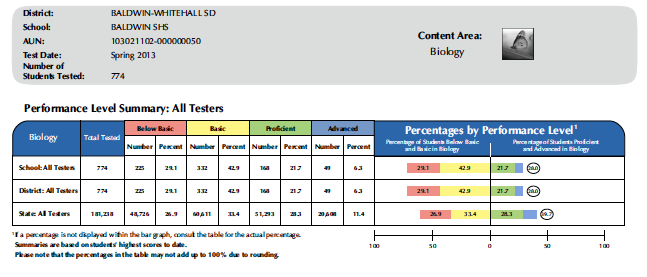 District: BALDWIN-WHITEHALL SD
School: BALDWIN SHS
AUN: 103021102-000000050
Test Date: Spring 2013
Number of
Students Tested: 774
Content Area:
Biology
Performance Level Summary: All Testers
Biology Total Tested Below Basic Basic Proficient Advanced
Number Percent Number Percent Number Percent Number Percent
Percentages by Performance Level¹
Percentage of Students Below Basic
and Basic in Biology
Percentage of Students Proficient
and Advanced in Biology
School: All Testers 774 225 29.1 332 42.9 168 21.7 49 6.3 29.1 42.9 21.7 28.0
District: All Testers 774 225 29.1 332 42.9 168 21.7 49 6.3 29.1 42.9 21.7 28.0
State: All Testers 181,238 48,726 26.9 60,611 33.4 51,293 28.3 20,608 11.4 26.9 33.4 28.3 39.7
100 50 0 50 100
¹If a percentage is not displayed within the bar graph, consult the table for the actual percentage.
Summaries are based on students' highest scores to date.
Please note that the percentages in the table may not add up to 100% due to rounding.